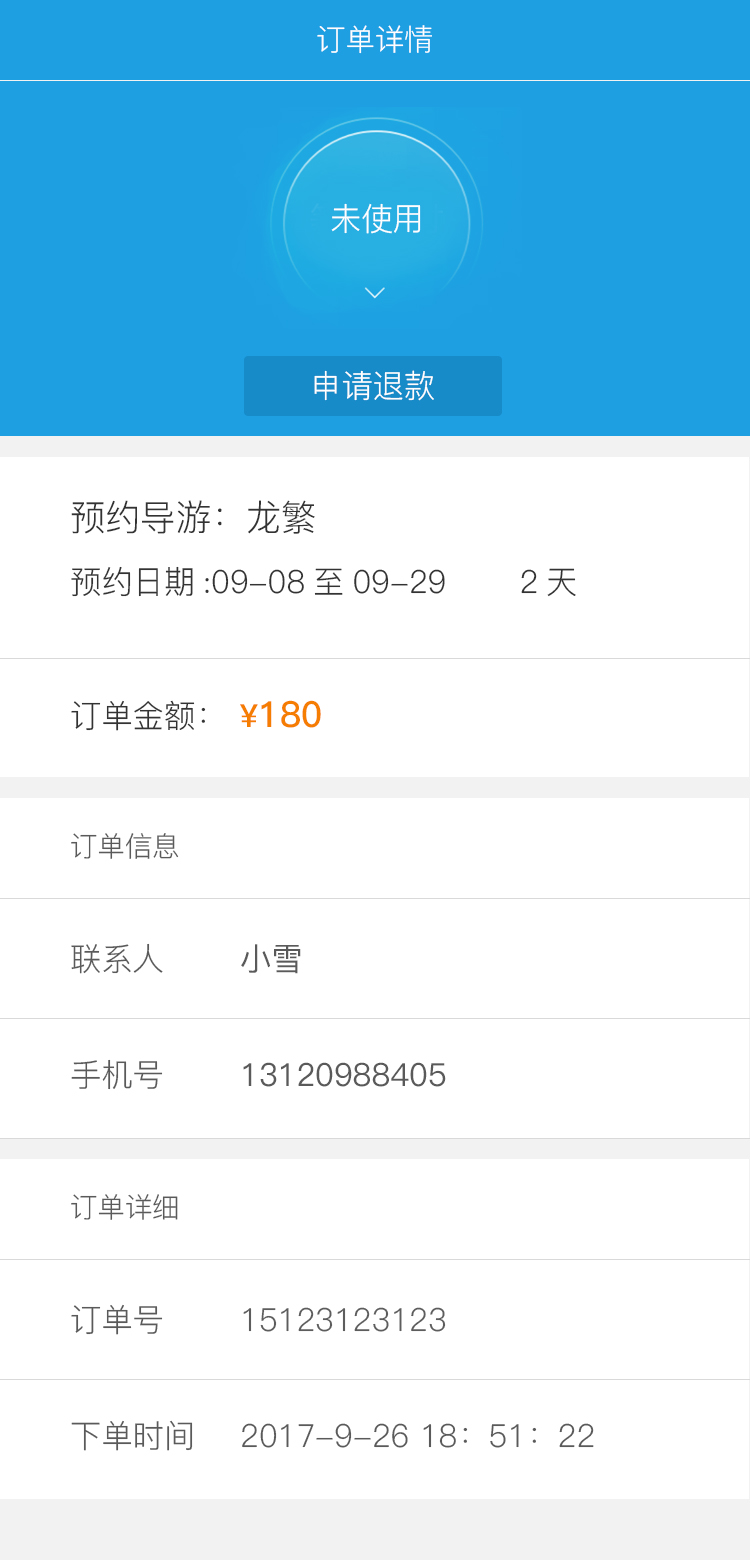 订单详情
未使用
申请退款
预约导游：龙繁
预约日期 :09-08 至 09-29 2 天
订单金额： ¥180
订单信息
联系人 小雪
手机号 13120988405
订单详细
订单号 15123123123
下单时间 2017-9-26 18：51：22